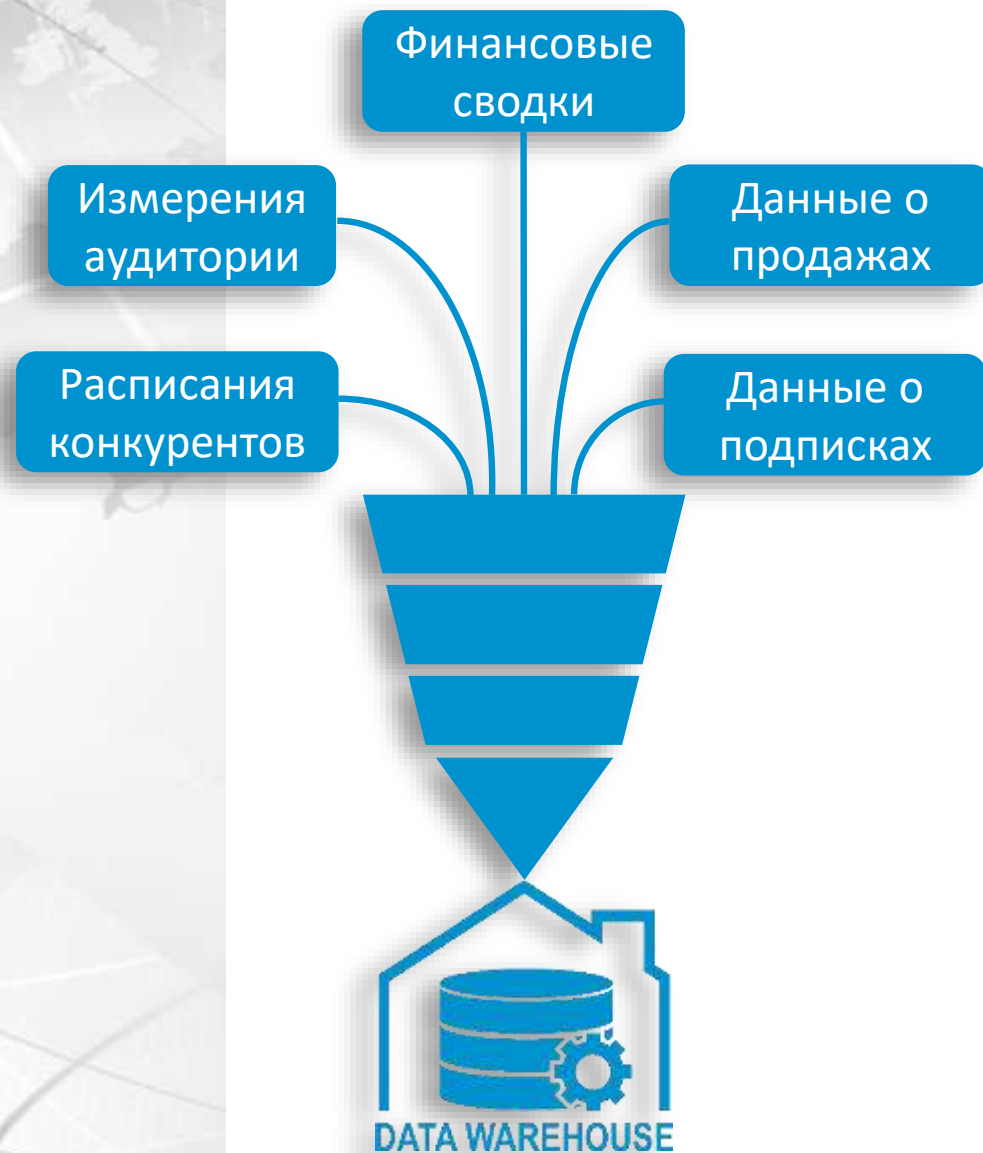 Финансовые
сводки
Измерения
аудитории
Данные о
продажах
Расписания
конкурентов
Данные о
подписках
DATA WAREHOUSE